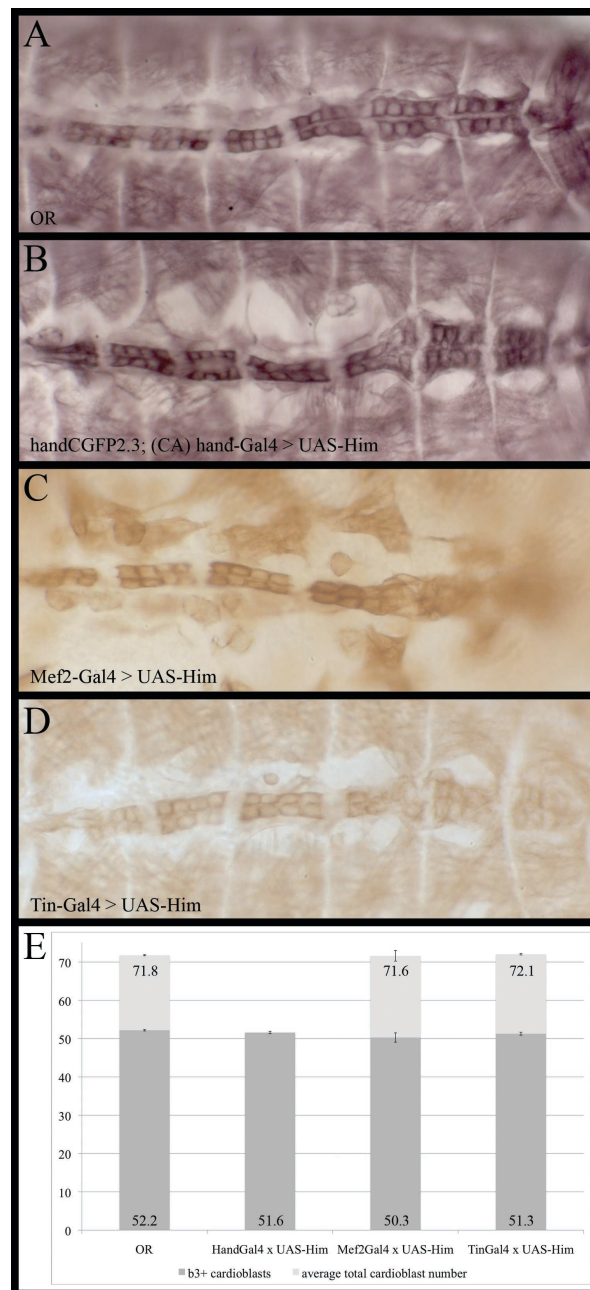 A
OR
B
handCGFP2.3; (CA) hand-Gal4 > UAS-Him
C
Mef2-Gal4 > UAS-Him
D
Tin-Gal4 > UAS-Him
E
70
60
50
40
30
20
10
0
71.8
71.6
72.1
52.2
51.6
50.3
51.3
OR
HandGal4 x UAS-Him
Mef2Gal4 x UAS-Him
TinGal4 x UAS-Him
b3+ cardioblasts
average total cardioblast number